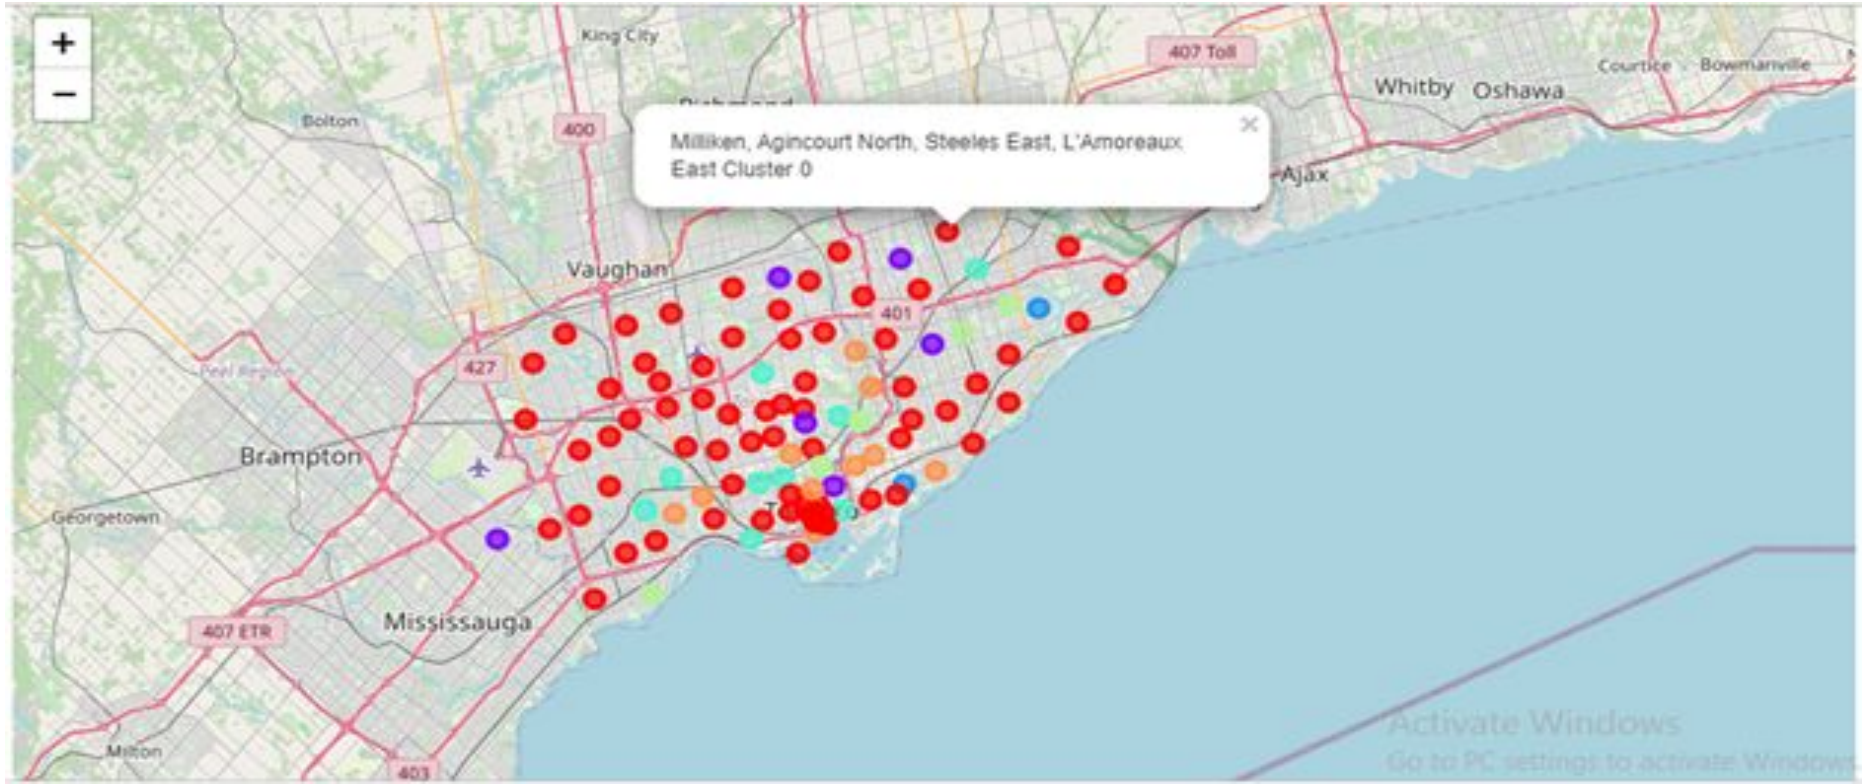 +
−
King City
407 Toll
Whitby
Oshawa
Courtice
Bowmanville
Bolton
400
Milliken, Agincourt North, Steeles East, L'Amoreaux
East Cluster 0
×
Ajax
Vaughan
401
427
Peel Region
Brampton
Georgetown
407 ETR
Mississauga
Milton
403
Activate Windows
Go to PC settings to activate Windows